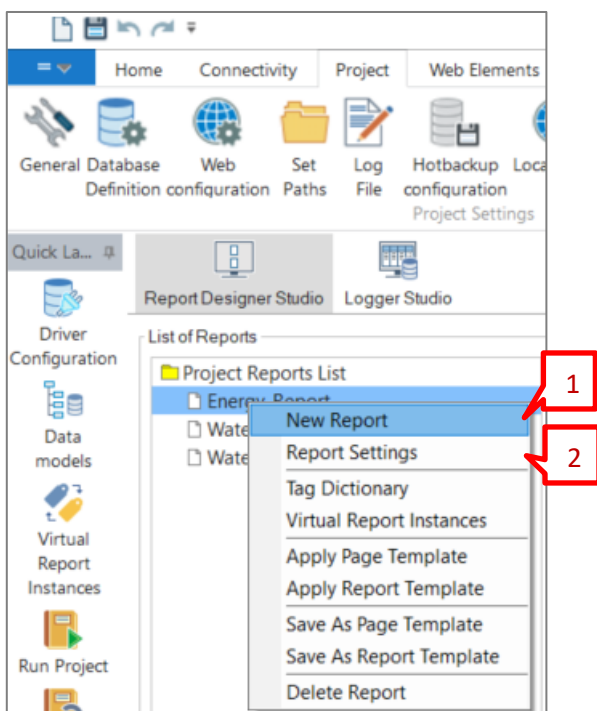 Home Connectivity Project Web Elements
General Database Web Set Log Hotbackup
Definition configuration Paths File configuration
Project Settings
Quick La...
Report Designer Studio Logger Studio
Driver
Configuration
List of Reports
Project Reports List
Energy Report
New Report
1
Report Settings
2
Data
models
Tag Dictionary
Virtual Report Instances
Virtual
Report
Instances
Apply Page Template
Apply Report Template
Save As Page Template
Save As Report Template
Run Project
Delete Report